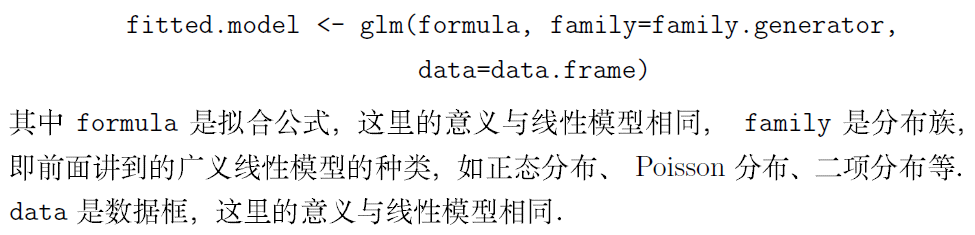 fitted.model <- glm(formula, family=family.generator,
data=data.frame)
其中 formula 是拟合公式, 这里的意义与线性模型相同, family 是分布族,
即前面讲到的广义线性模型的种类, 如正态分布、 Poisson 分布、二项分布等.
data 是数据框, 这里的意义与线性模型相同.